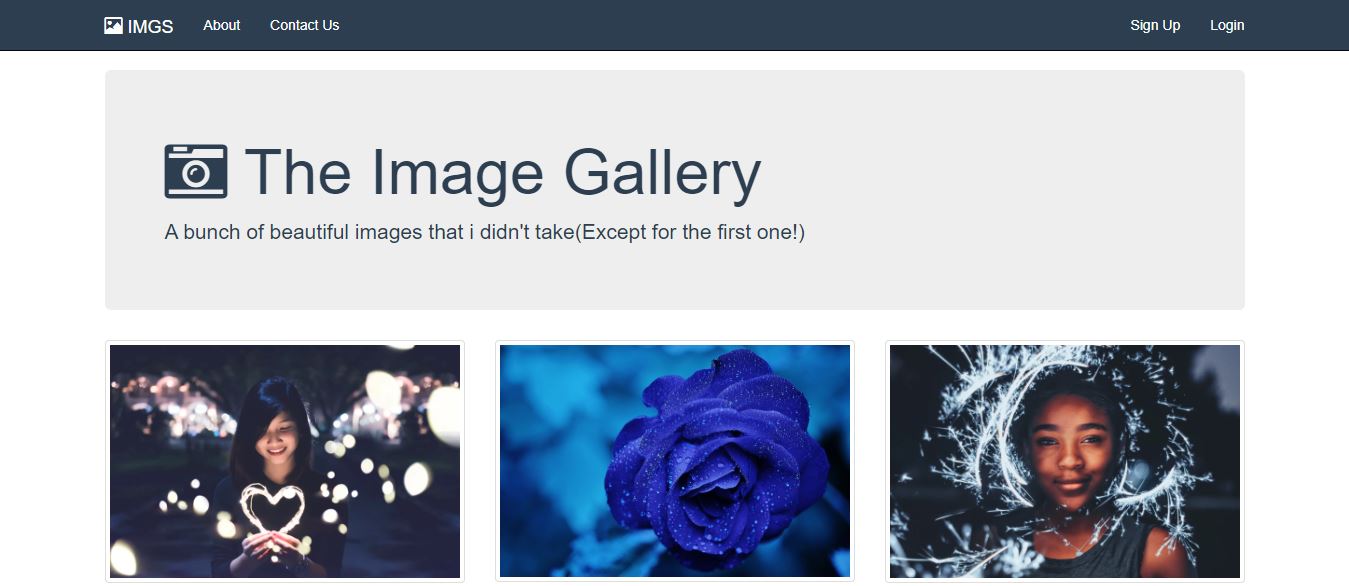 IMGS About Contact Us Sign Up Login
The Image Gallery
A bunch of beautiful images that i didn't take(Except for the first one!)